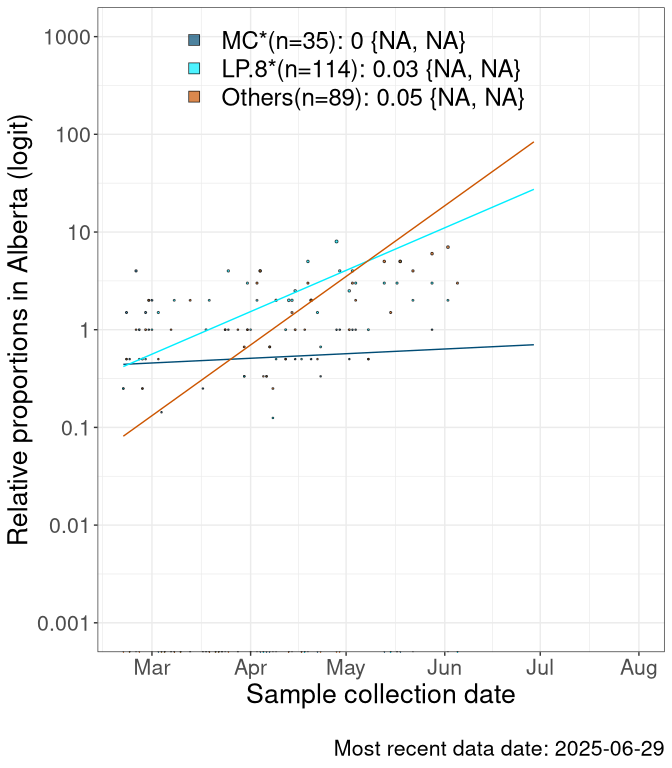 MC*(n=35): 0 {NA, NA}
LP.8*(n=114): 0.03 {NA, NA}
Others(n=89): 0.05 {NA, NA}
Relative proportions in Alberta (logit)
1000
100
10
1
0.1
0.01
0.001
Mar Apr May Jun Jul Aug
Sample collection date
Most recent data date: 2025-06-29